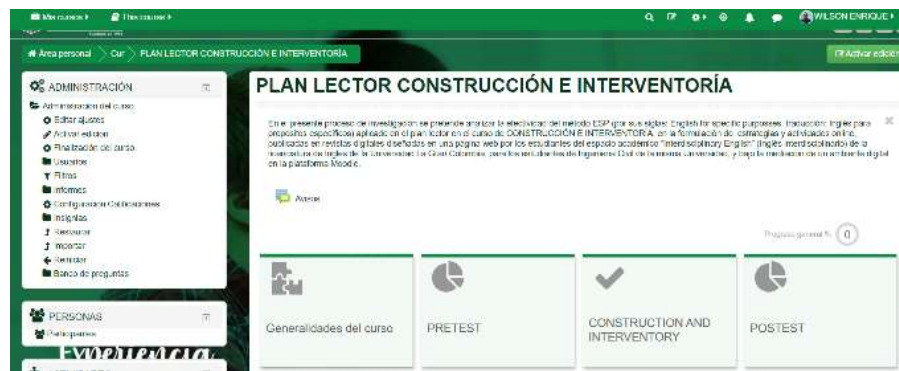 Mis cursos This course WILSON ENRIQUE
Área personal Cur PLAN LECTOR CONSTRUCCIÓN E INTERVENTORÍA Activar edición
ADMINISTRACIÓN
Administración del curso
Editar ajustes
Activar edición
Finalización del curso
Usuarios
Filtros
Informes
Configuración Calificaciones
Insignias
Restaurar
Importar
Reiniciar
Banco de preguntas
PERSONAS
Participantes
Experiencia
PLAN LECTOR CONSTRUCCIÓN E INTERVENTORÍA
En el presente proceso de investigación se pretende analizar la efectividad del método ESP (por sus siglas: English for specific purposses, traducción: Inglés para
propósitos específicos) aplicado en el plan lector en el curso de CONSTRUCCIÓN E INTERVENTORIA, en la formulación de estrategias y actividades online,
publicadas en revistas digitales diseñadas en una página web por los estudiantes del espacio académico "Interdisciplinary English" (Inglés interdisciplinario) de la
licenciatura de Inglés de la Universidad La Gran Colombia, para los estudiantes de Ingeniería Civil de la misma universidad, y bajo la mediación de un ambiente digital
en la plataforma Moodle.
Avisos
Progreso general % 0
Generalidades del curso
PRETEST
CONSTRUCTION AND
INTERVENTORY
POSTEST